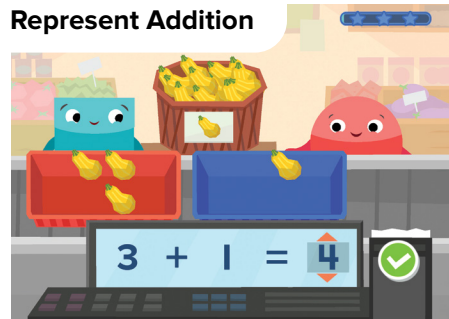 Represent Addition
3 + 1 = 4